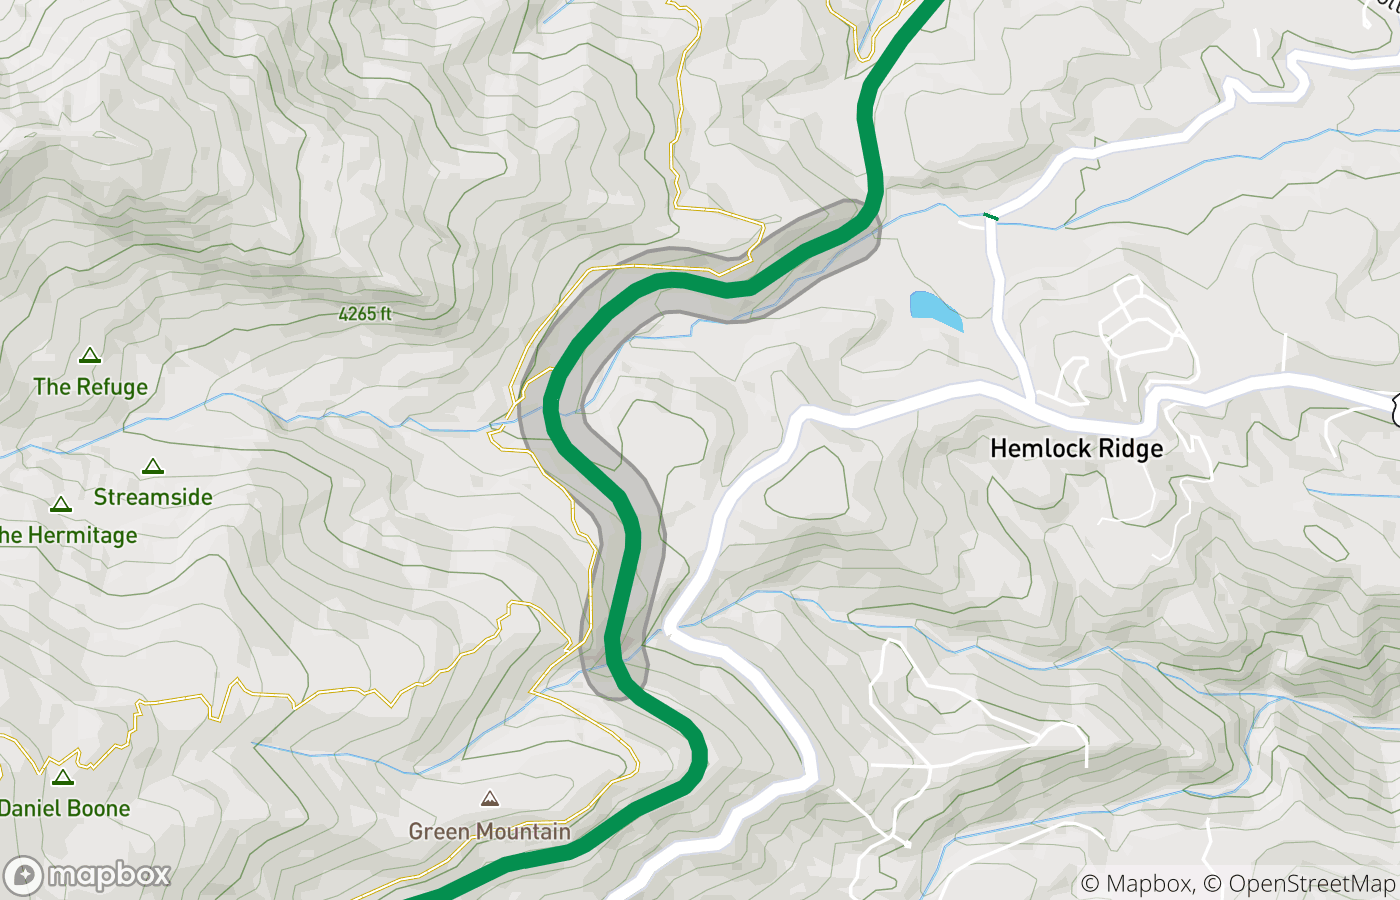 4265 ft
The Refuge
Hemlock Ridge
Streamside
he Hermitage
Daniel Boone
Green Mountain
mapbox
© Mapbox, © OpenStreetMap